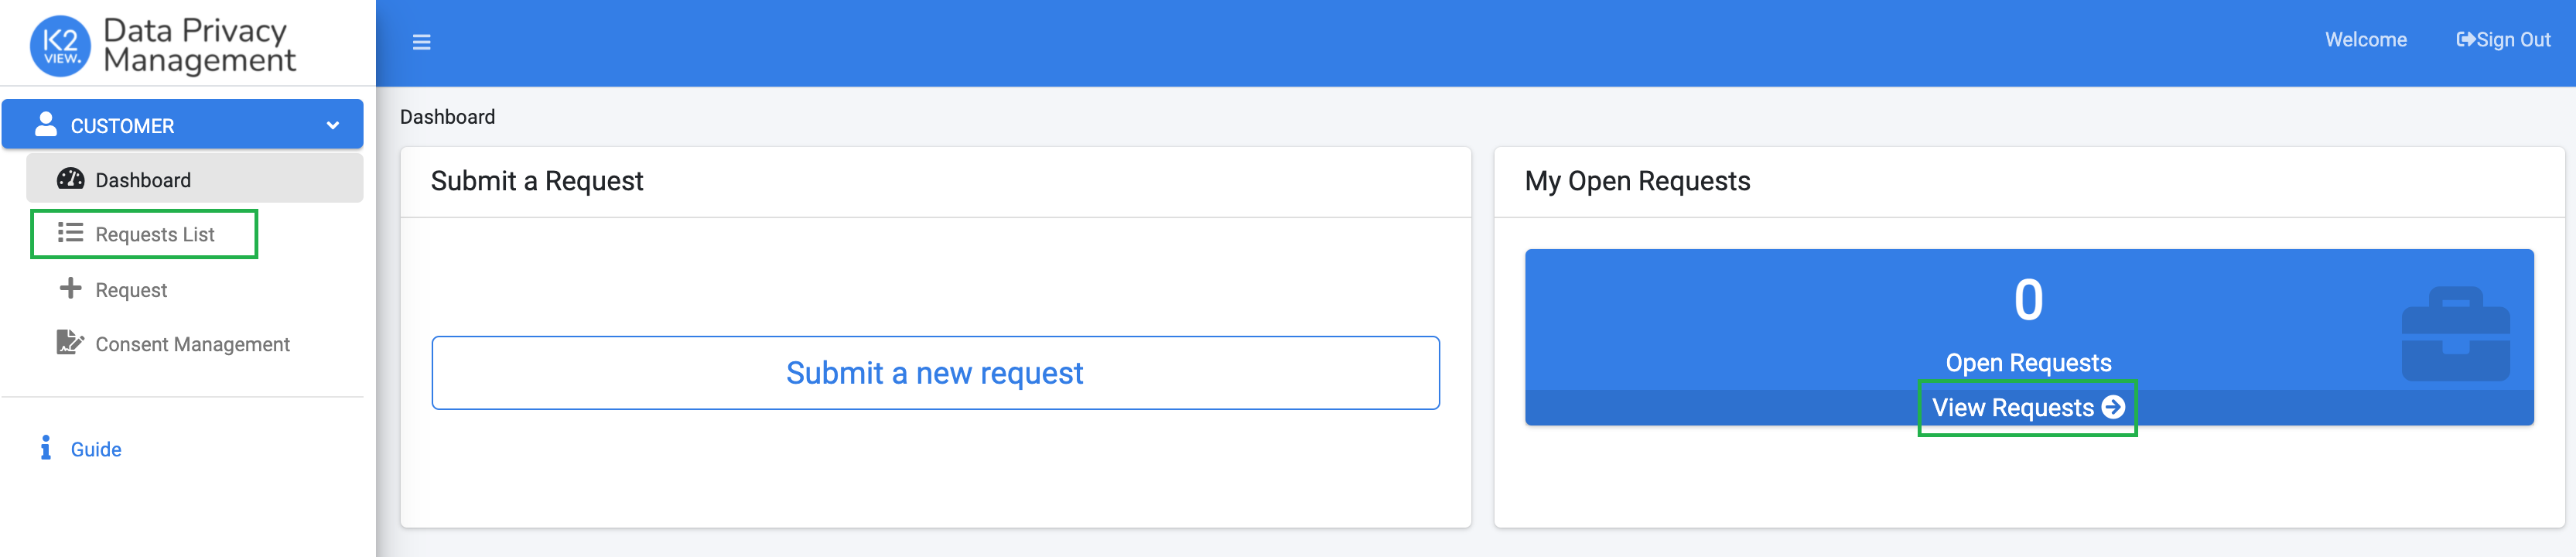 K2
VIEW.
Data Privacy
Management
Welcome
Sign Out
CUSTOMER
Dashboard
Requests List
Request
Consent Management
Guide
Dashboard
Submit a Request
Submit a new request
My Open Requests
0
Open Requests
View Requests